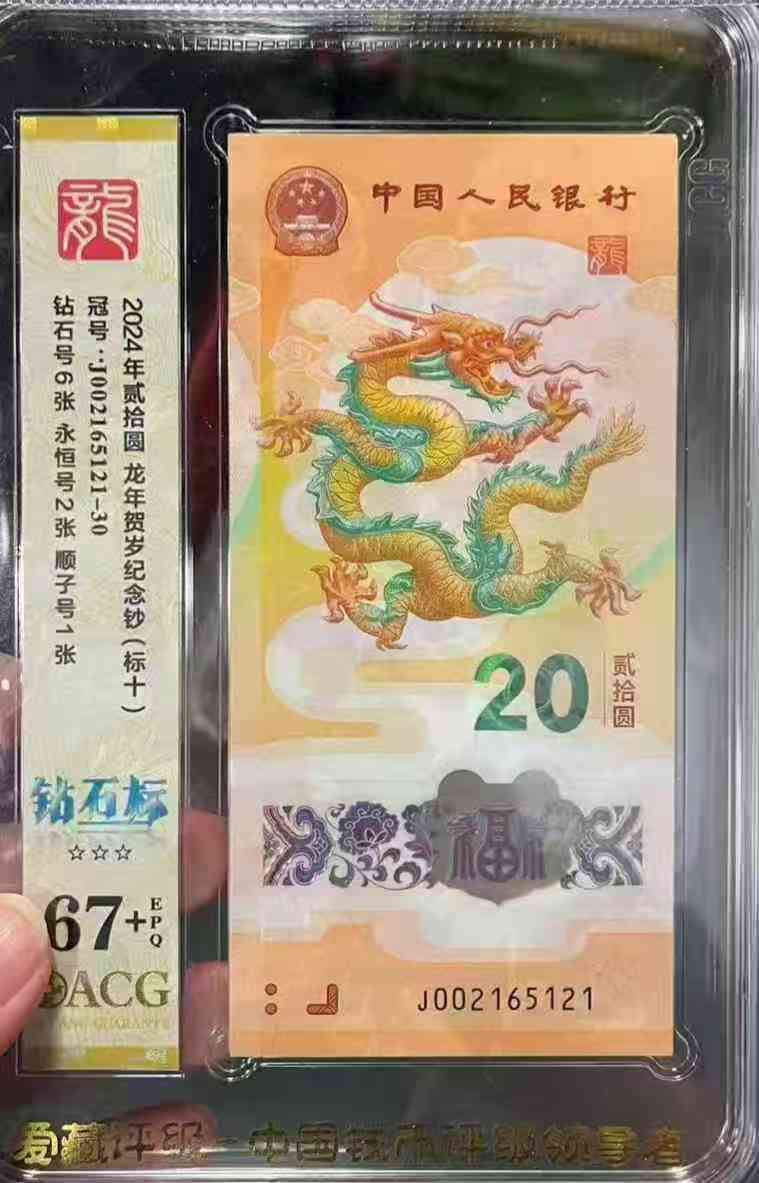 龍
2024年贰拾圆 龙年贺岁纪念钞(标十)
冠号:J002165121-30
钻石号6张 永恒号2张 顺子号1张
钻石标
☆☆☆
67+
EPQ
ACG
中国人民银行
龍
20
贰拾圆
福
J002165121
爱藏评级-中国钱币评级领导者